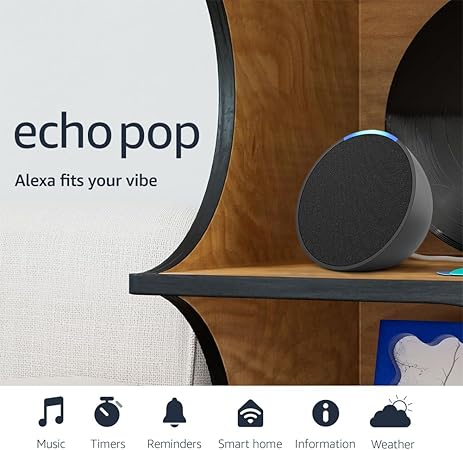 echo pop
Alexa fits your vibe
Music
Timers
Reminders
Smart home
Information
Weather